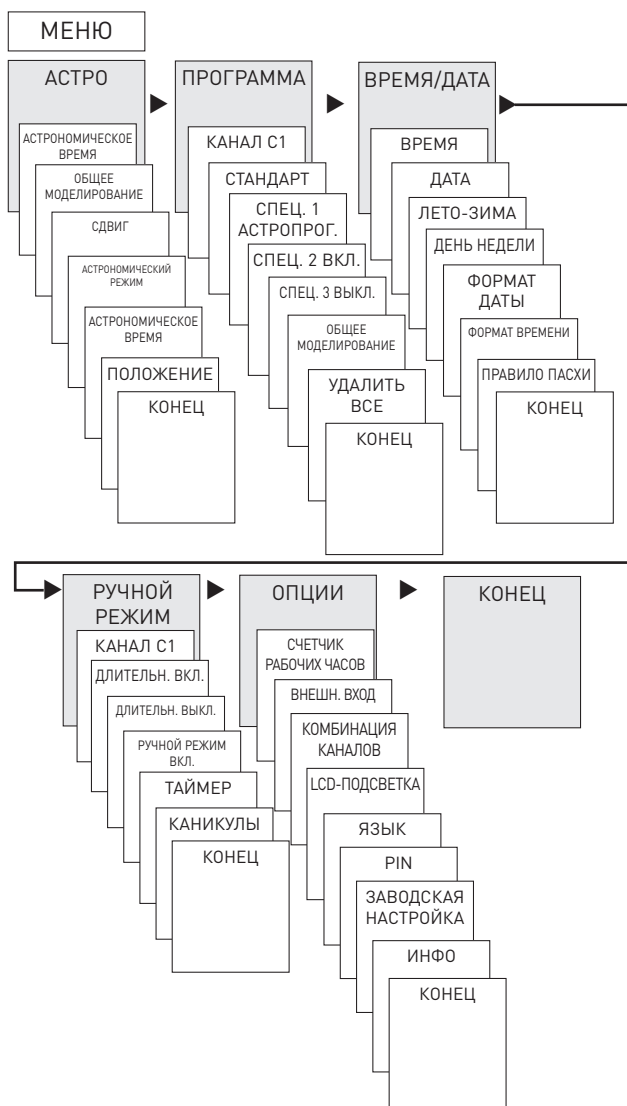 МЕНЮ
АСТРО
АСТРОНОМИЧЕСКОЕ
ВРЕМЯ
ОБЩЕЕ
МОДЕЛИРОВАНИЕ
СДВИГ
АСТРОНОМИЧЕСКИЙ
РЕЖИМ
АСТРОНОМИЧЕСКОЕ
ВРЕМЯ
ПОЛОЖЕНИЕ
КОНЕЦ
ПРОГРАММА
КАНАЛ C1
СТАНДАРТ
СПЕЦ. 1
АСТРОПРОГ.
СПЕЦ. 2 ВКЛ.
СПЕЦ. 3 ВЫКЛ.
ОБЩЕЕ
МОДЕЛИРОВАНИЕ
УДАЛИТЬ
ВСЕ
КОНЕЦ
ВРЕМЯ/ДАТА
ВРЕМЯ
ДАТА
ЛЕТО-ЗИМА
ДЕНЬ НЕДЕЛИ
ФОРМАТ
ДАТЫ
ФОРМАТ ВРЕМЕНИ
ПРАВИЛО ПАСХИ
КОНЕЦ
РУЧНОЙ
РЕЖИМ
КАНАЛ C1
ДЛИТЕЛЬН. ВКЛ.
ДЛИТЕЛЬН. ВЫКЛ.
РУЧНОЙ РЕЖИМ
ВКЛ.
ТАЙМЕР
КАНИКУЛЫ
КОНЕЦ
ОПЦИИ
СЧЕТЧИК
РАБОЧИХ ЧАСОВ
ВНЕШН. ВХОД
КОМБИНАЦИЯ
КАНАЛОВ
LCD-ПОДСВЕТКА
ЯЗЫК
PIN
ЗАВОДСКАЯ
НАСТРОЙКА
ИНФО
КОНЕЦ
КОНЕЦ